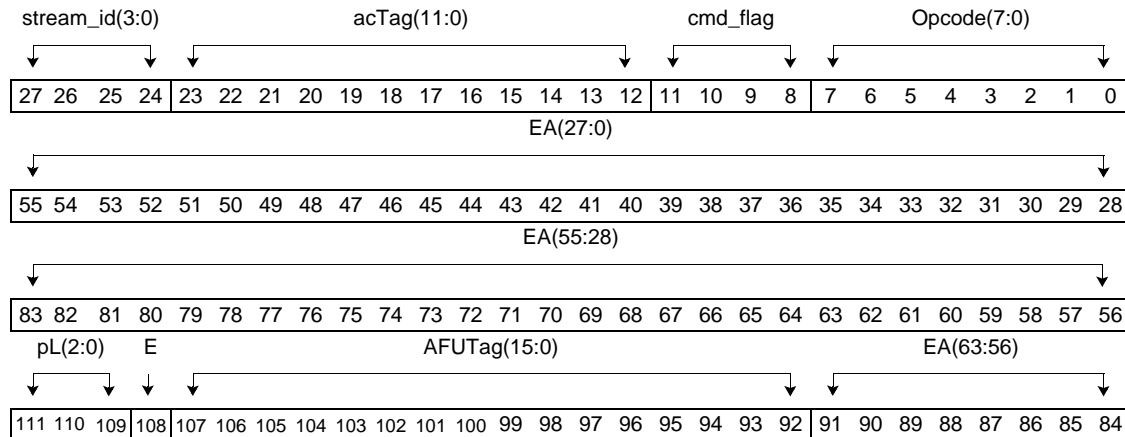 stream_id(3:0) acTag(11:0) cmd_flag Opcode(7:0)
27 26 25 24 23 22 21 20 19 18 17 16 15 14 13 12 11 10 9 8 7 6 5 4 3 2 1 0
EA(27:0)
55 54 53 52 51 50 49 48 47 46 45 44 43 42 41 40 39 38 37 36 35 34 33 32 31 30 29 28
EA(55:28)
83 82 81 80 79 78 77 76 75 74 73 72 71 70 69 68 67 66 65 64 63 62 61 60 59 58 57 56
pL(2:0) E AFUTag(15:0) EA(63:56)
111 110 109 108 107 106 105 104 103 102 101 100 99 98 97 96 95 94 93 92 91 90 89 88 87 86 85 84